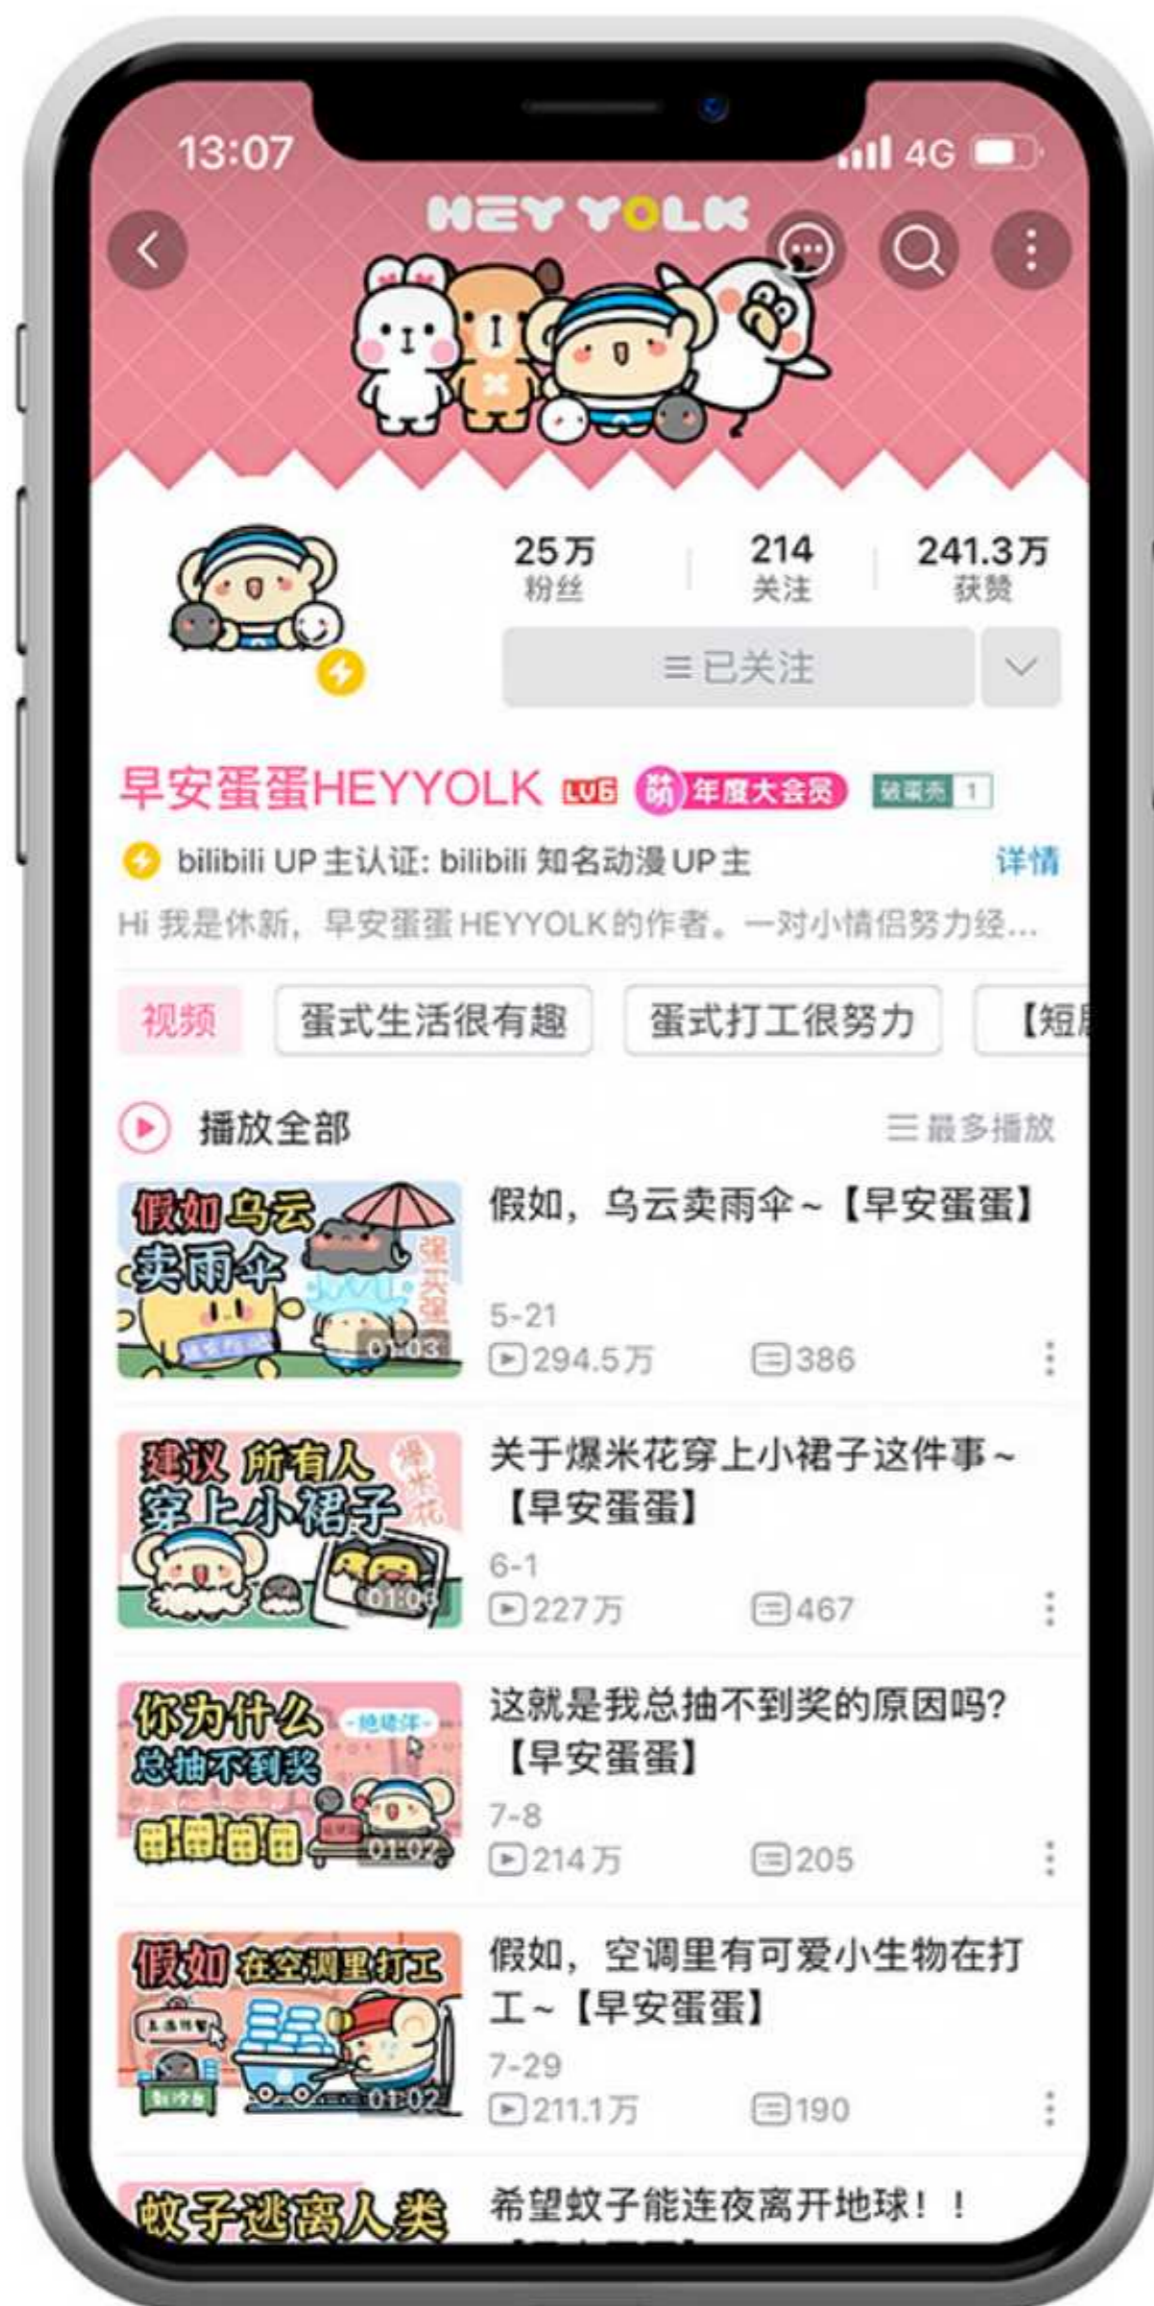 13:07
4G
HEY YOLK
25万
粉丝
214
关注
241.3万
获赞
已关注
早安蛋蛋HEYYOLK LV6 萌 年度大会员 破蛋壳 1
bilibili UP主认证: bilibili 知名动漫UP主 详情
Hi 我是休新，早安蛋蛋HEYYOLK的作者。一对小情侣努力经...
视频 蛋式生活很有趣 蛋式打工很努力 【短
播放全部 最多播放
假如乌云
卖雨伞
强买强
01:03
假如，乌云卖雨伞~【早安蛋蛋】
5-21
294.5万 386
建议 所有人
穿上小裙子
爆米花
关于爆米花穿上小裙子这件事~
【早安蛋蛋】
6-1
227万 467
你为什么
总抽不到奖
01:02
这就是我总抽不到奖的原因吗?
【早安蛋蛋】
7-8
214万 205
假如 在空调里打工
制冷台
01:02
假如，空调里有可爱小生物在打
工~【早安蛋蛋】
7-29
211.1万 190
蚊子逃离人类
希望蚊子能连夜离开地球！！